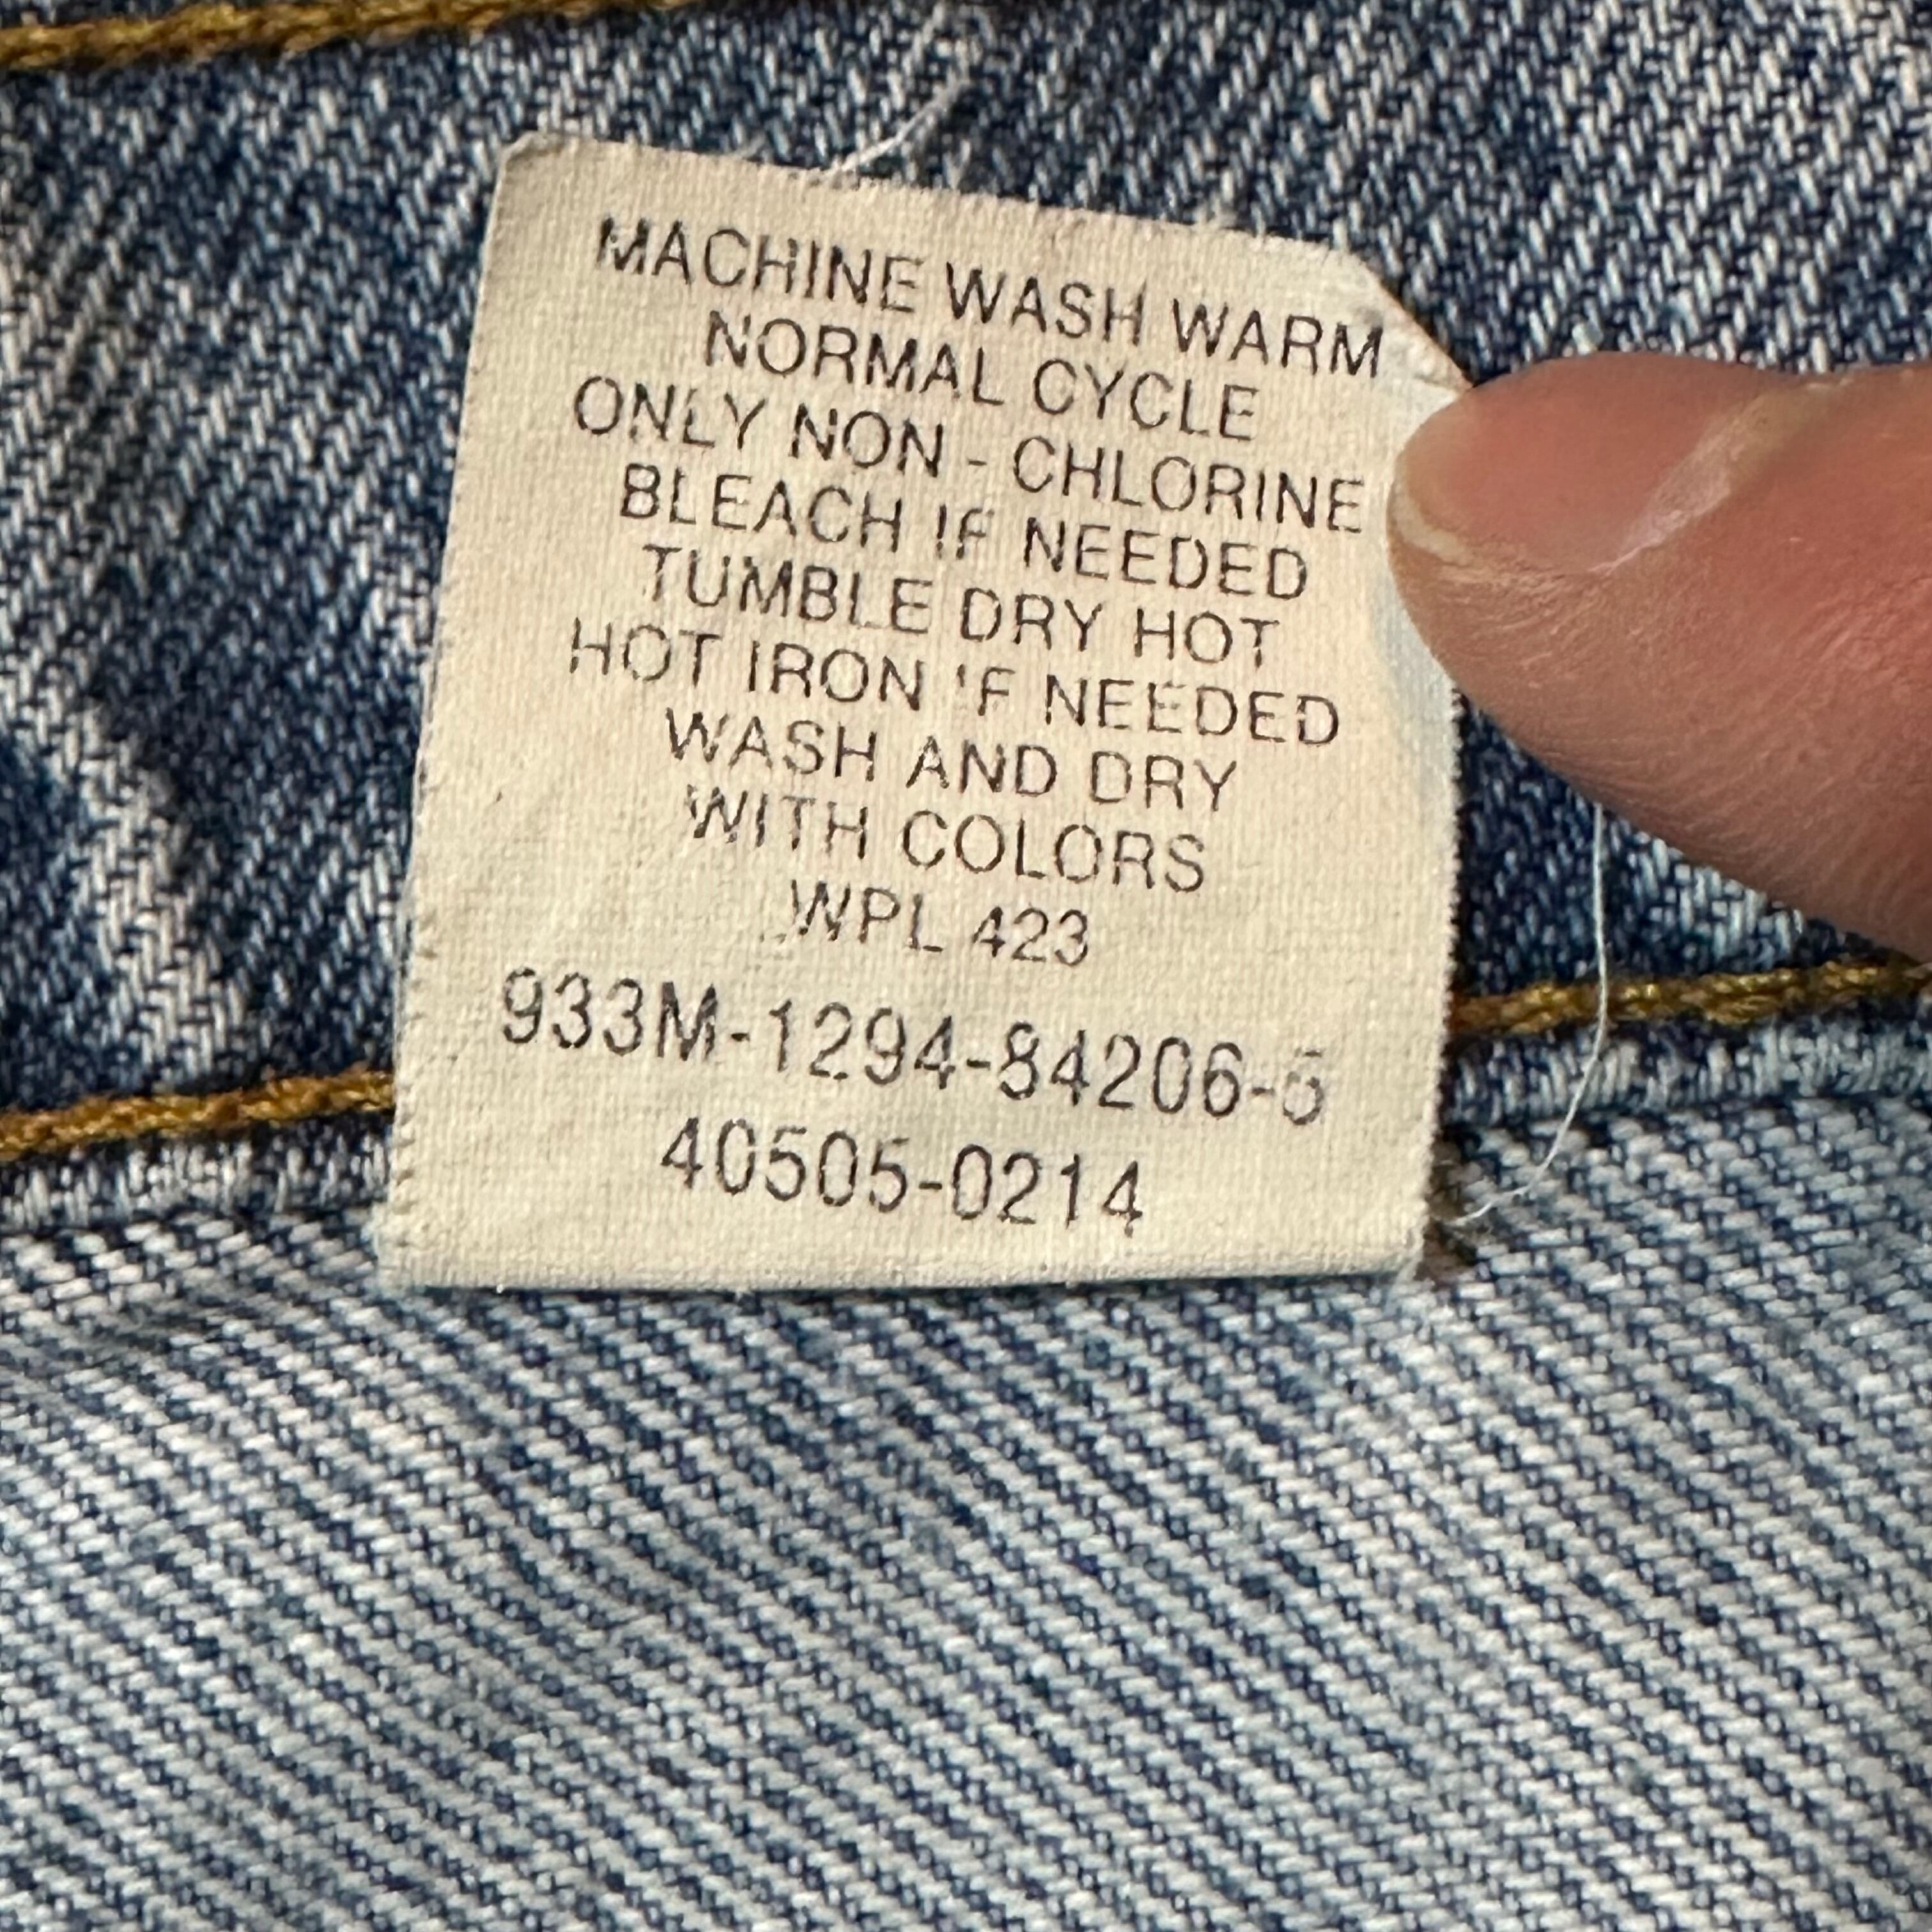 MACHINE WASH WARM
NORMAL CYCLE
ONLY NON - CHLORINE
BLEACH IF NEEDED
TUMBLE DRY HOT
HOT IRON IF NEEDED
WASH AND DRY
WITH COLORS
WPL 423
933M-1294-84206-5
40505-0214